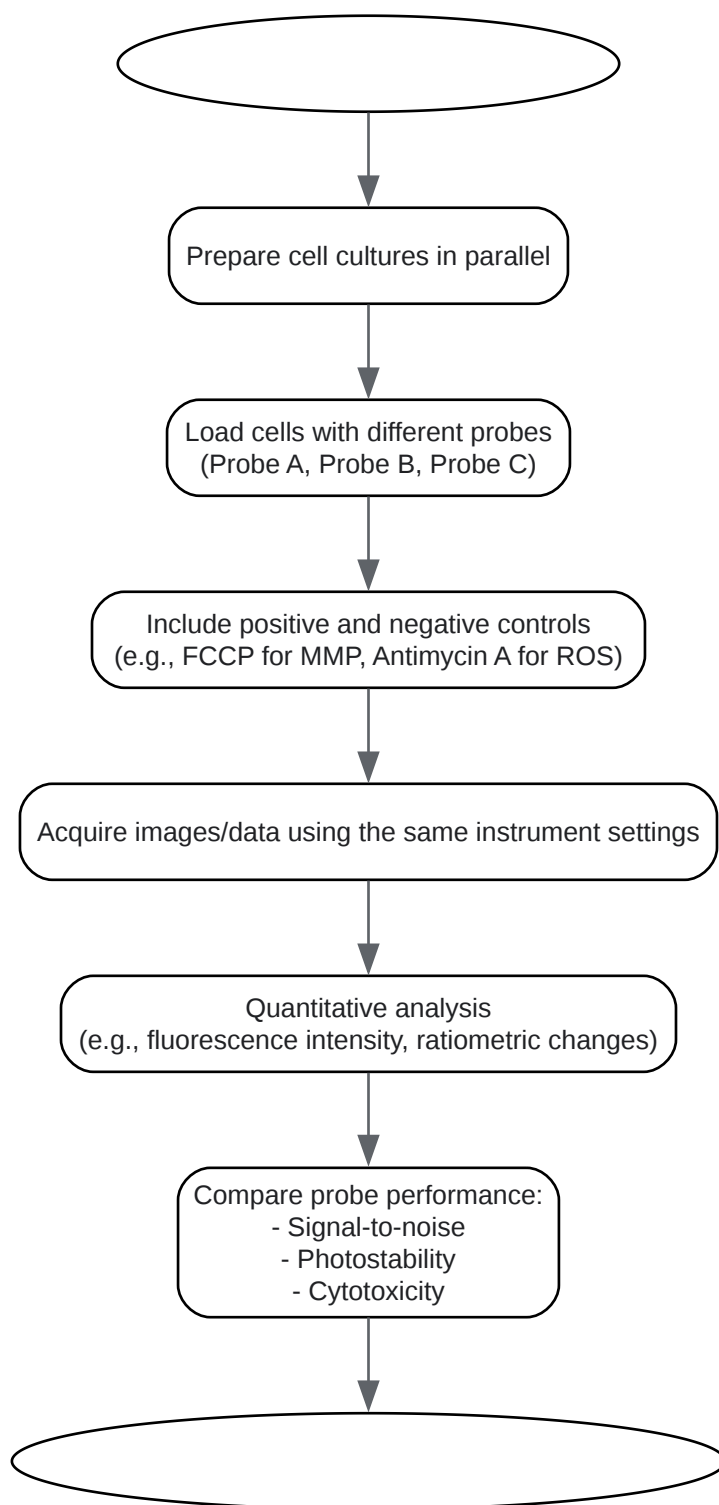 Prepare cell cultures in parallel
Load cells with different probes
(Probe A, Probe B, Probe C)
Include positive and negative controls
(e.g., FCCP for MMP, Antimycin A for ROS)
Acquire images/data using the same instrument settings
Quantitative analysis
(e.g., fluorescence intensity, ratiometric changes)
Compare probe performance:
- Signal-to-noise
- Photostability
- Cytotoxicity